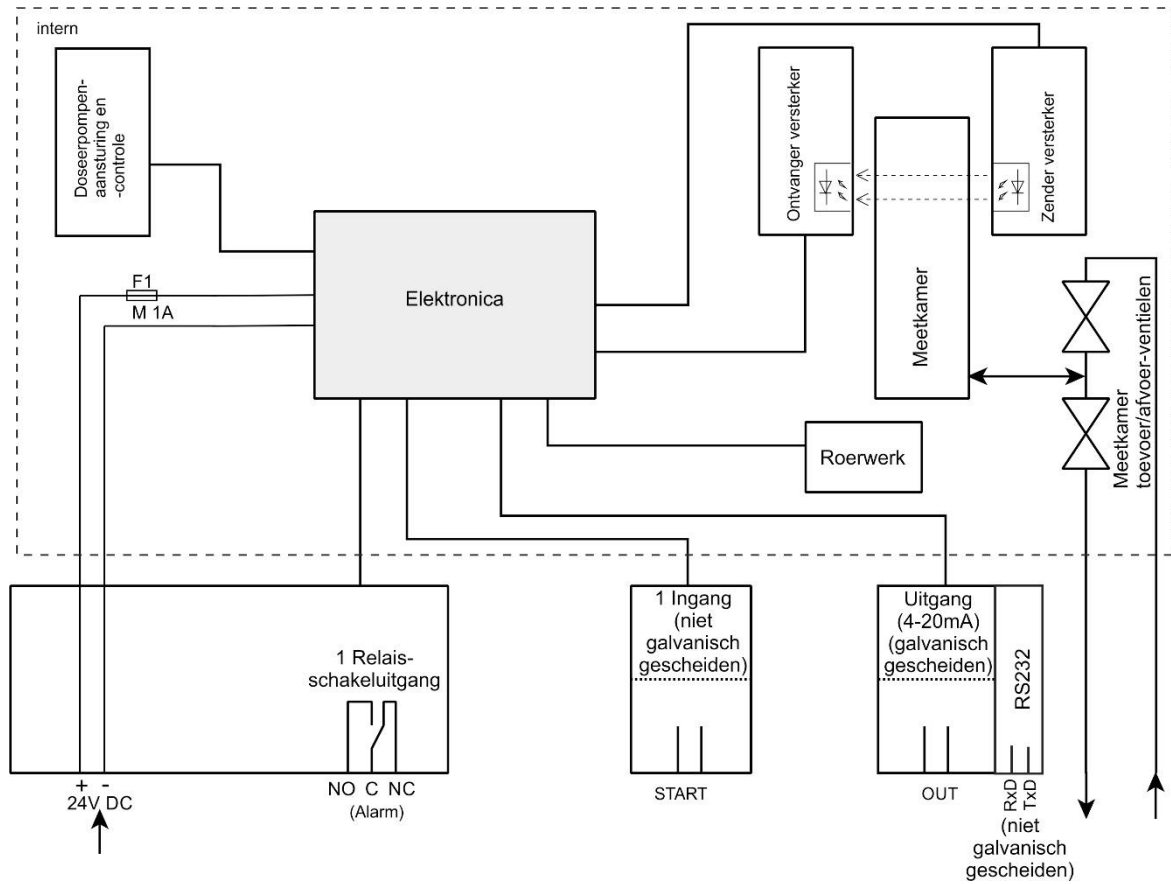 intern
Doseerpompen-
aansturing en
-controle
F1
M 1A
Elektronica
Ontvanger versterker
Meetkamer
Zender versterker
Meetkamer
toevoer/afvoer-ventielen
Roerwerk
1 Relais-
schakeluitgang
NO C NC
(Alarm)
+ -
24V DC
1 Ingang
(niet
galvanisch
gescheiden)
START
Uitgang
(4-20mA)
(galvanisch
gescheiden)
OUT
RS232
RxD
TxD
(niet
galvanisch
gescheiden)